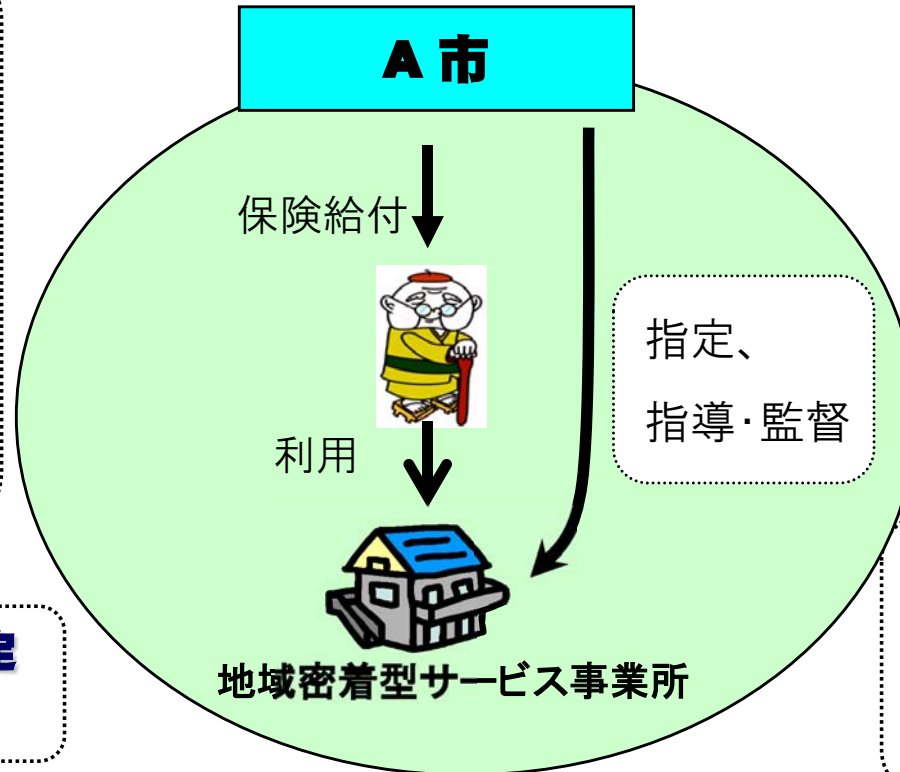 A 市
保険給付
指定、
指導・監督
利用
地域密着型サービス事業所